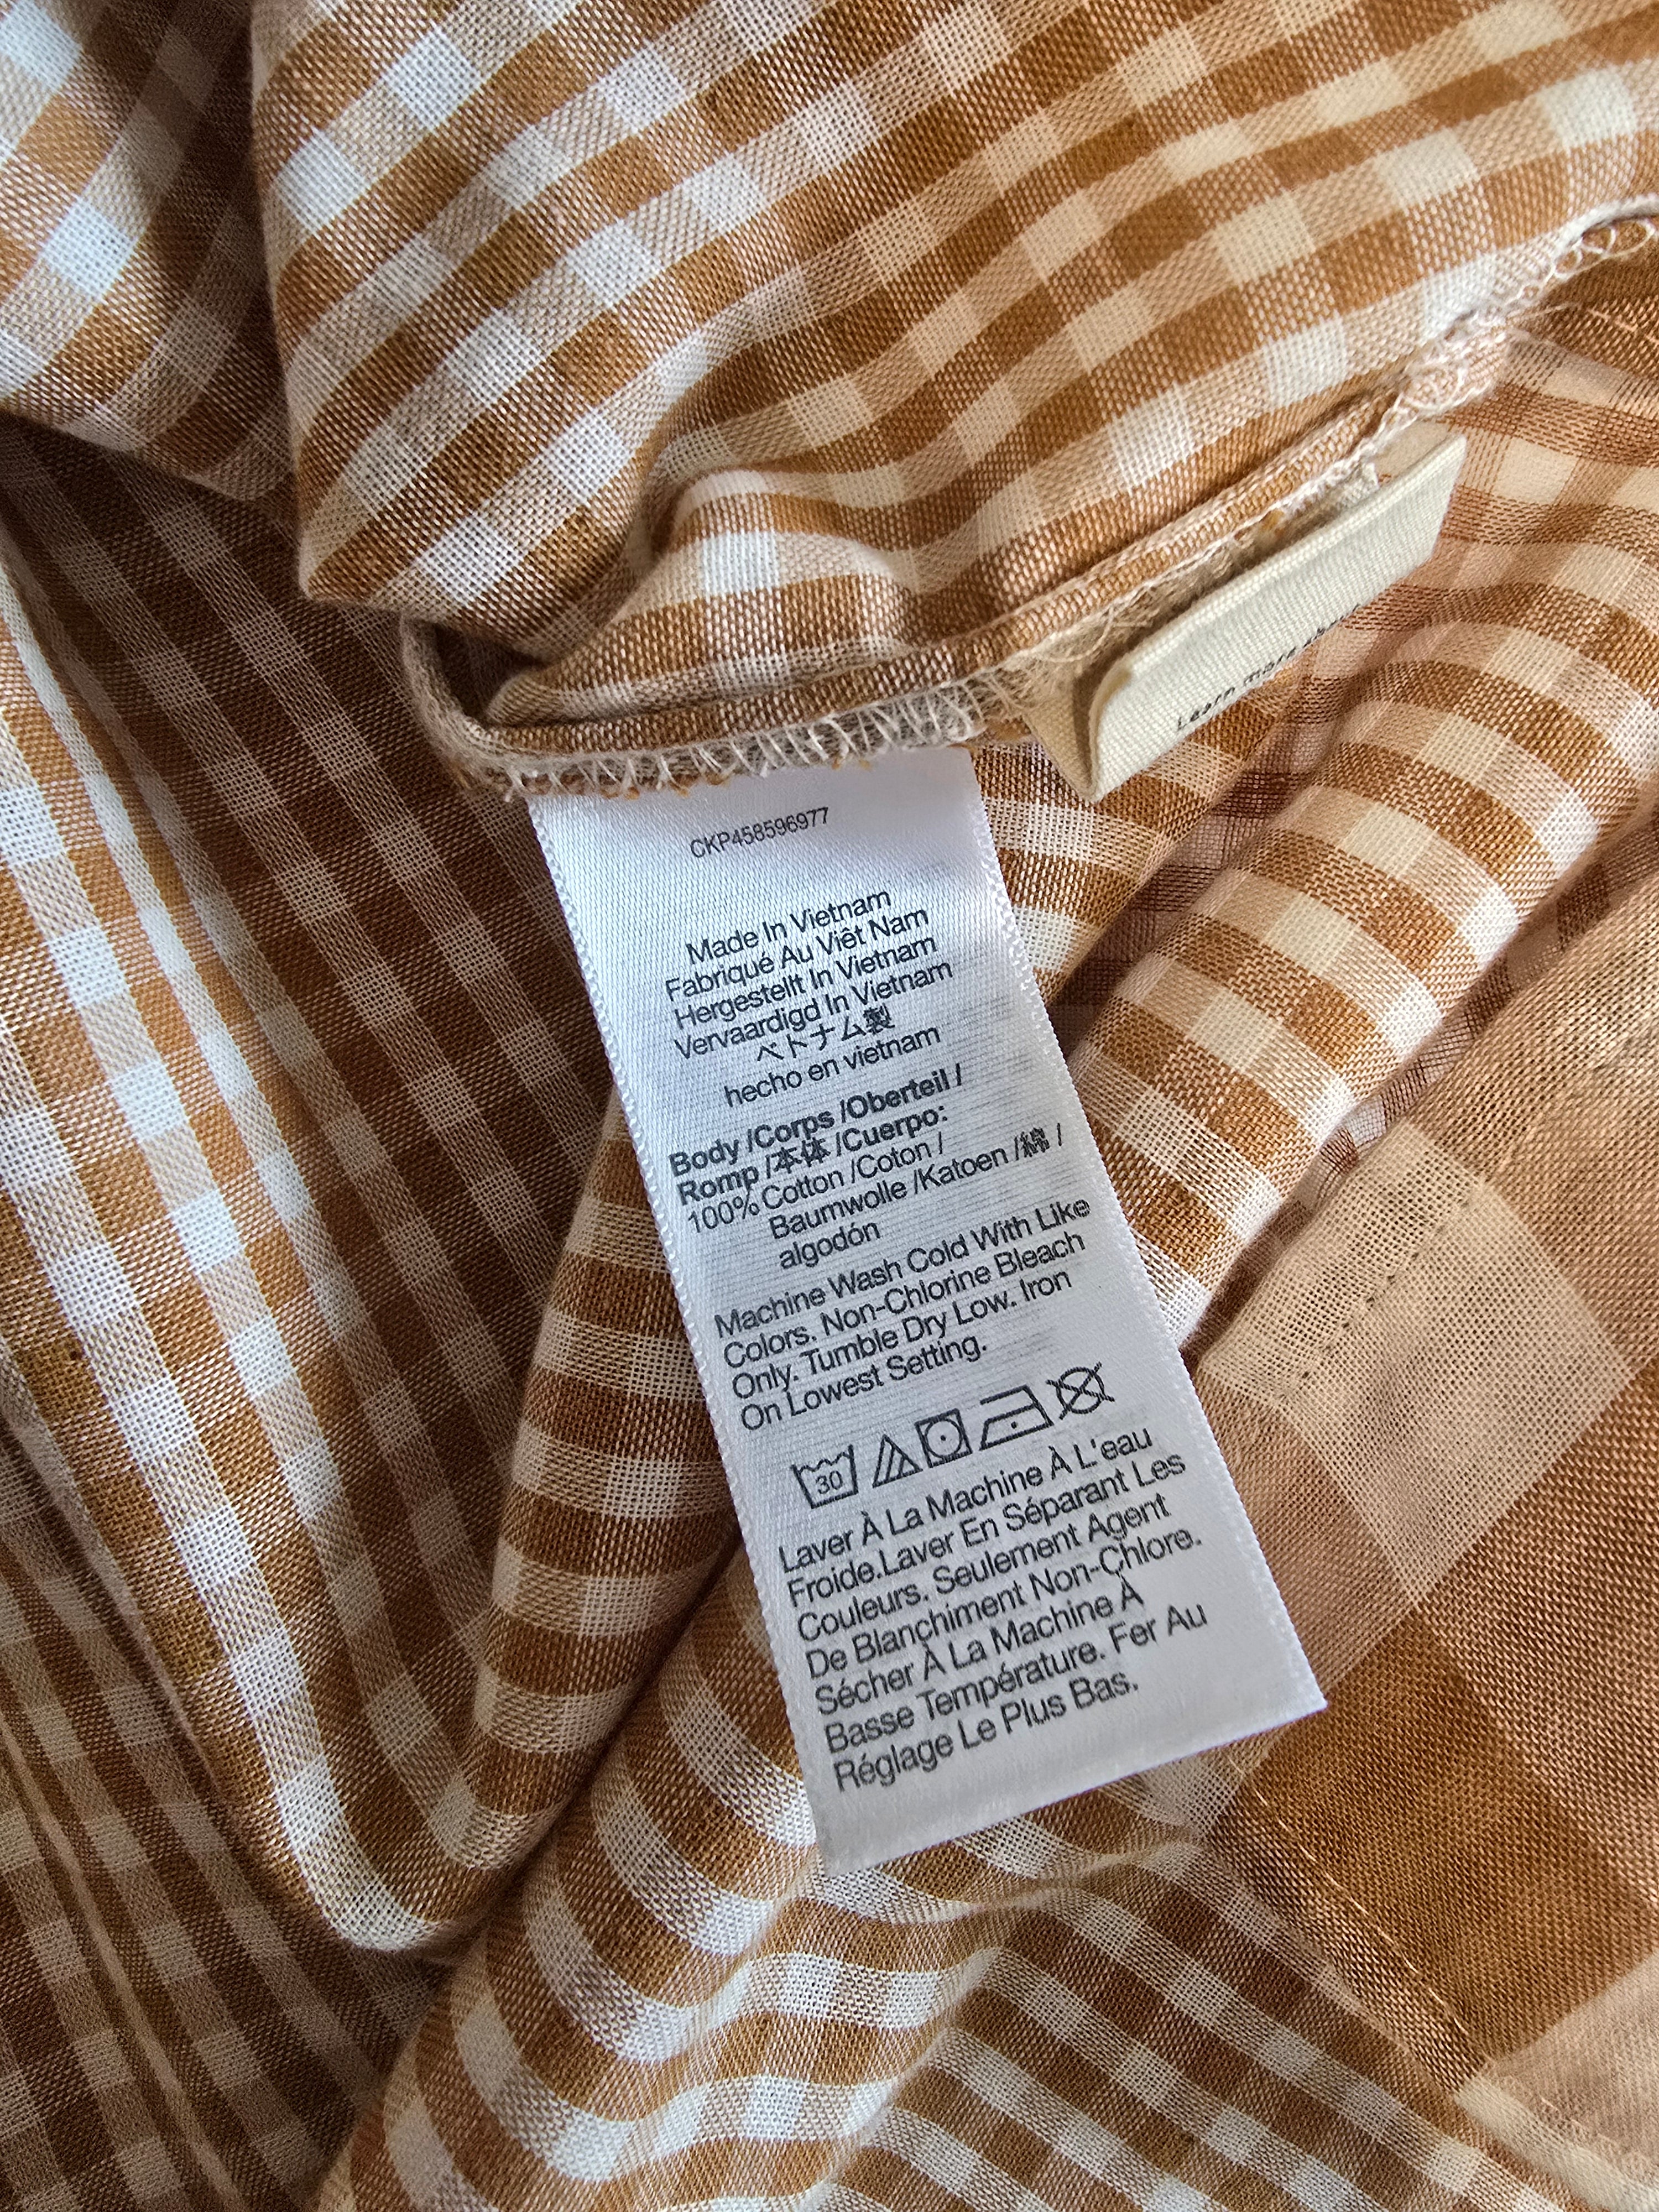 CKP458596977
Made In Vietnam
Fabriqué Au Viêt Nam
Hergestellt In Vietnam
Vervaardigd In Vietnam
ベトナム製
hecho en vietnam
Body /Corps /Oberteil /
Romp /本体 /Cuerpo:
100% Cotton /Coton /
Baumwolle /Katoen /綿 /
algodón
Machine Wash Cold With Like
Colors. Non-Chlorine Bleach
Only. Tumble Dry Low. Iron
On Lowest Setting.
30
Laver À La Machine À L'eau
Froide.Laver En Séparant Les
Couleurs. Seulement Agent
De Blanchiment Non-Chlore.
Sécher À La Machine À
Basse Température. Fer Au
Réglage Le Plus Bas.
Learn more